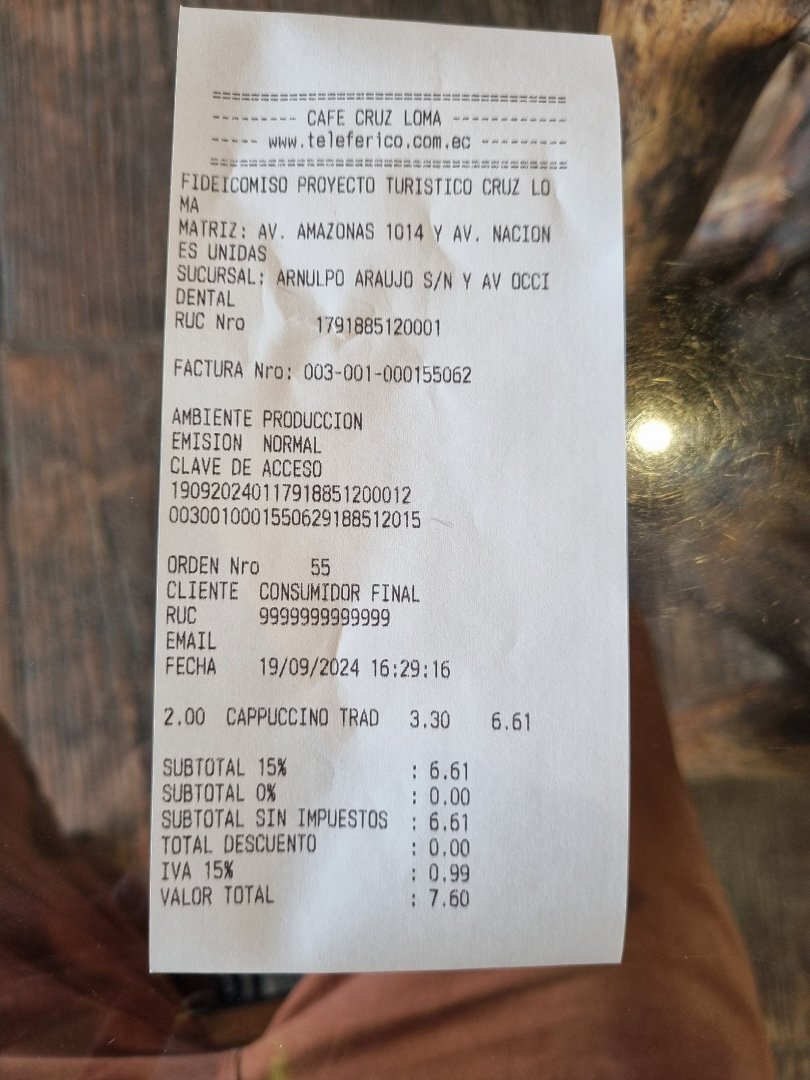 ===================================
--------- CAFE CRUZ LOMA ------------
----- www.teleferico.com.ec ---------
===================================
FIDEICOMISO PROYECTO TURISTICO CRUZ LO
MA
MATRIZ: AV. AMAZONAS 1014 Y AV. NACION
ES UNIDAS
SUCURSAL: ARNULPO ARAUJO S/N Y AV OCCI
DENTAL
RUC Nro 1791885120001
FACTURA Nro: 003-001-000155062
AMBIENTE PRODUCCION
EMISION NORMAL
CLAVE DE ACCESO
190920240117918851200012
0030010001550629188512015
ORDEN Nro 55
CLIENTE CONSUMIDOR FINAL
RUC 9999999999999
EMAIL
FECHA 19/09/2024 16:29:16
2.00 CAPPUCCINO TRAD 3.30 6.61
SUBTOTAL 15% : 6.61
SUBTOTAL 0% : 0.00
SUBTOTAL SIN IMPUESTOS : 6.61
TOTAL DESCUENTO : 0.00
IVA 15% : 0.99
VALOR TOTAL : 7.60